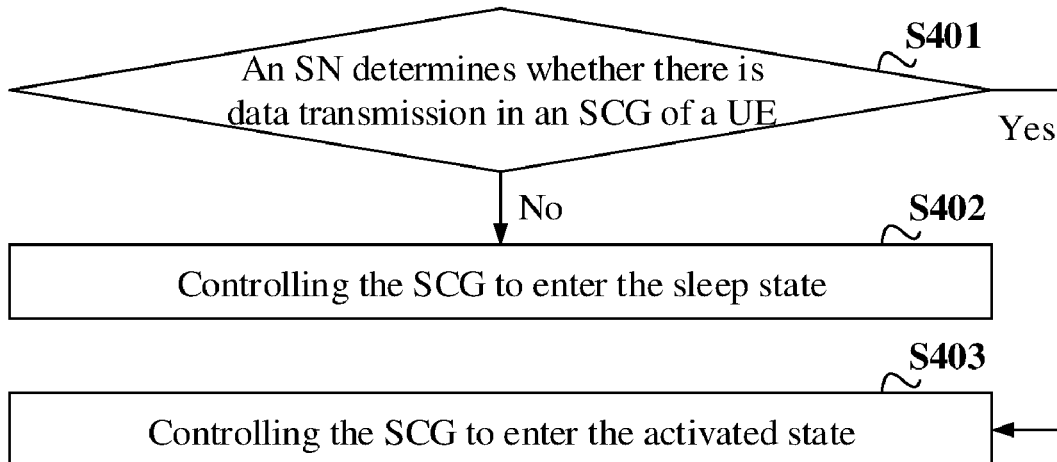 S401
An SN determines whether there is
data transmission in an SCG of a UE
Yes
No
S402
Controlling the SCG to enter the sleep state
S403
Controlling the SCG to enter the activated state